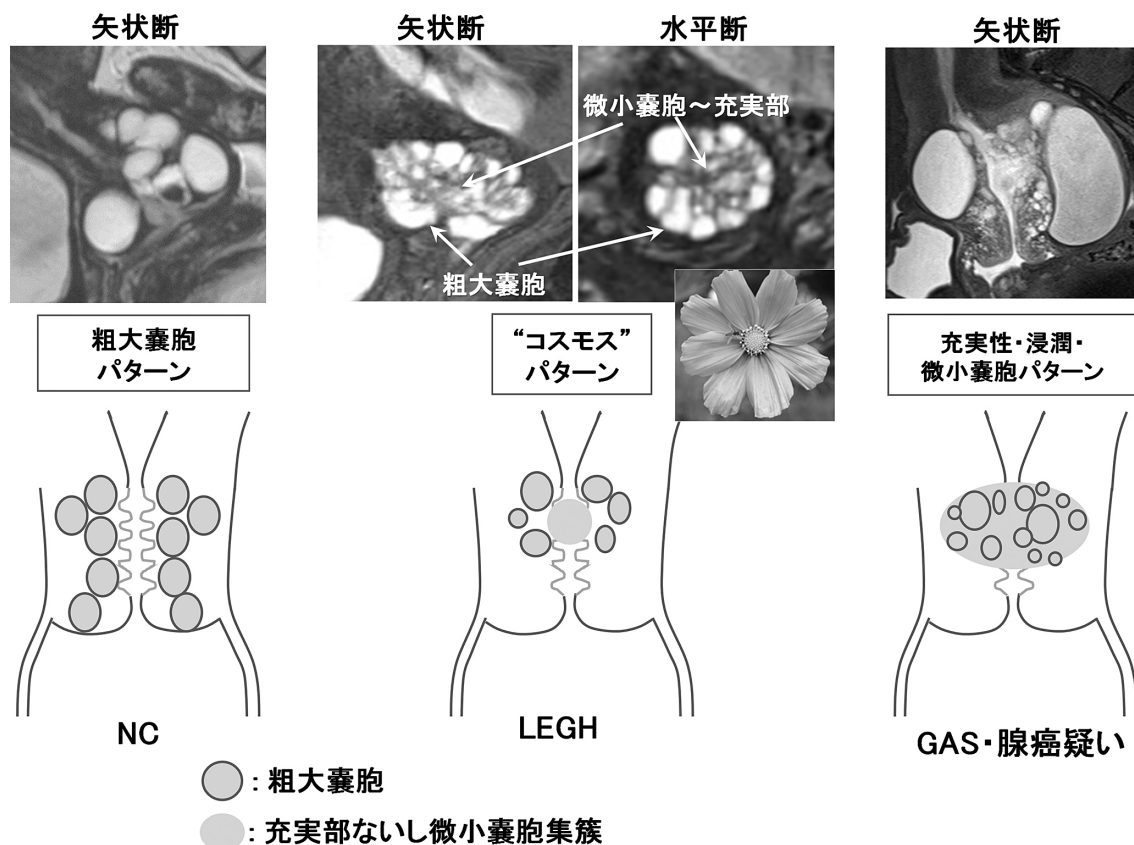 矢状断
矢状断
水平断
矢状断
微小嚢胞～充実部
粗大嚢胞
粗大嚢胞
パターン
“コスモス”
パターン
充実性・浸潤・
微小嚢胞パターン
NC
LEGH
GAS・腺癌疑い
：粗大嚢胞
：充実部ないし微小嚢胞集簇